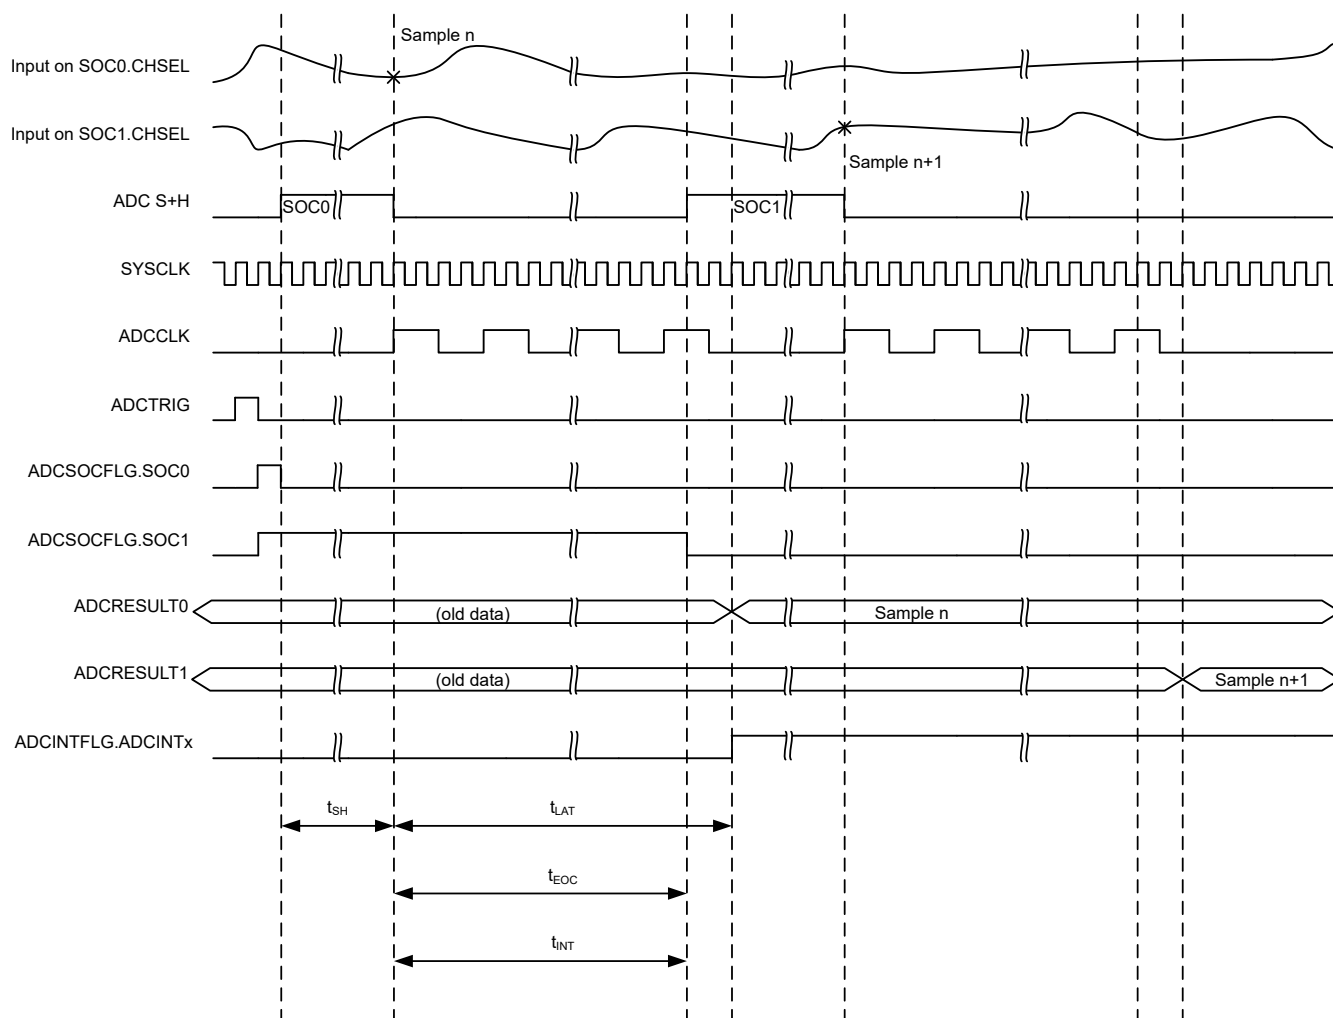 Sample n
Input on SOC0.CHSEL
Input on SOC1.CHSEL
Sample n+1
ADC S+H
SOC0
SOC1
SYSCLK
ADCCLK
ADCTRIG
ADCSOCFLG.SOC0
ADCSOCFLG.SOC1
ADCRESULT0
(old data)
Sample n
ADCRESULT1
(old data)
Sample n+1
ADCINTFLG.ADCINTx
tSH
tLAT
tEOC
tINT